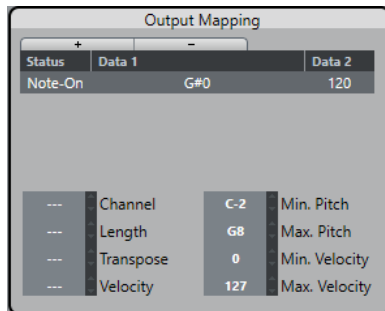 Output Mapping
+ −
Status Data 1 Data 2
Note-On G#0 120
--- Channel C-2 Min. Pitch
--- Length G8 Max. Pitch
--- Transpose 0 Min. Velocity
--- Velocity 127 Max. Velocity